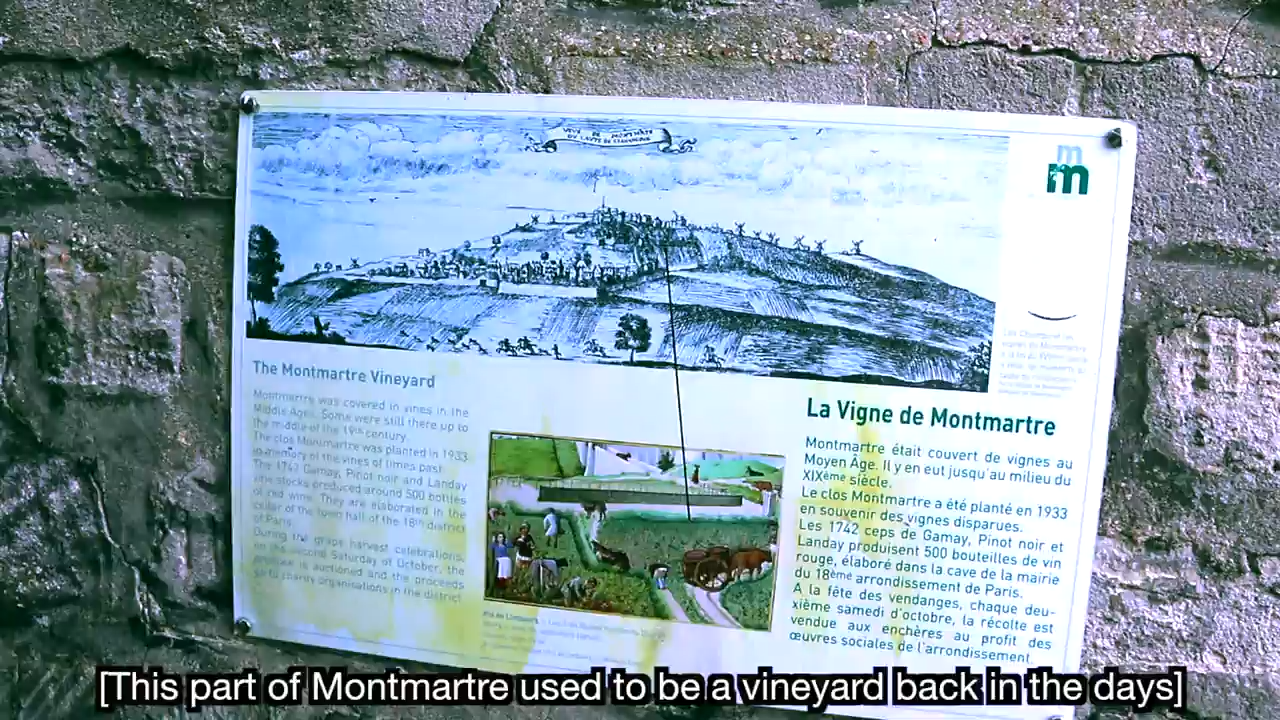 DE MONTMARTRE
m
m
The Montmartre Vineyard
Montmartre was covered in vines in the
Middle Ages. Some were still there up to
the middle of the 19th century.
The clos Montmartre was planted in 1933
in memory of the vines of times past.
The 1742 Gamay, Pinot noir and Landay
vine stocks produced around 500 bottles
of red wine. They are elaborated in the
cellar of the town hall of the 18th district
of Paris.
During the grape harvest celebrations,
on the second Saturday of October, the
produce is auctioned and the proceeds
go to charity organisations in the district.
La Vigne de Montmartre
Montmartre était couvert de vignes au
Moyen Âge. Il y en eut jusqu'au milieu du
XIXème siècle.
Le clos Montmartre a été planté en 1933
en souvenir des vignes disparues.
Les 1742 ceps de Gamay, Pinot noir et
Landay produisent 500 bouteilles de vin
rouge, élaboré dans la cave de la mairie
du 18ème arrondissement de Paris.
A la fête des vendanges, chaque deu-
xième samedi d'octobre, la récolte est
vendue aux enchères au profit des
œuvres sociales de l'arrondissement.
[This part of Montmartre used to be a vineyard back in the days]